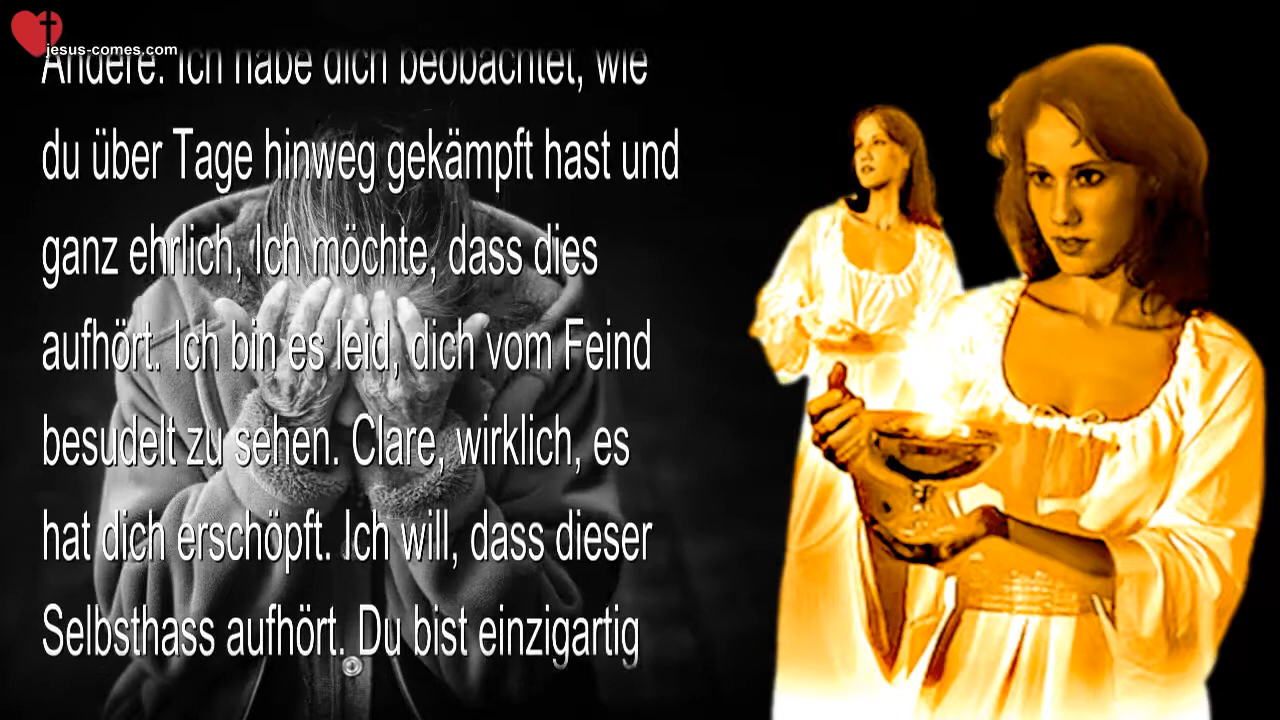 jesus-comes.com
Andere. Ich habe dich beobachtet, wie
du über Tage hinweg gekämpft hast und
ganz ehrlich, Ich möchte, dass dies
aufhört. Ich bin es leid, dich vom Feind
besudelt zu sehen. Clare, wirklich, es
hat dich erschöpft. Ich will, dass dieser
Selbsthass aufhört. Du bist einzigartig